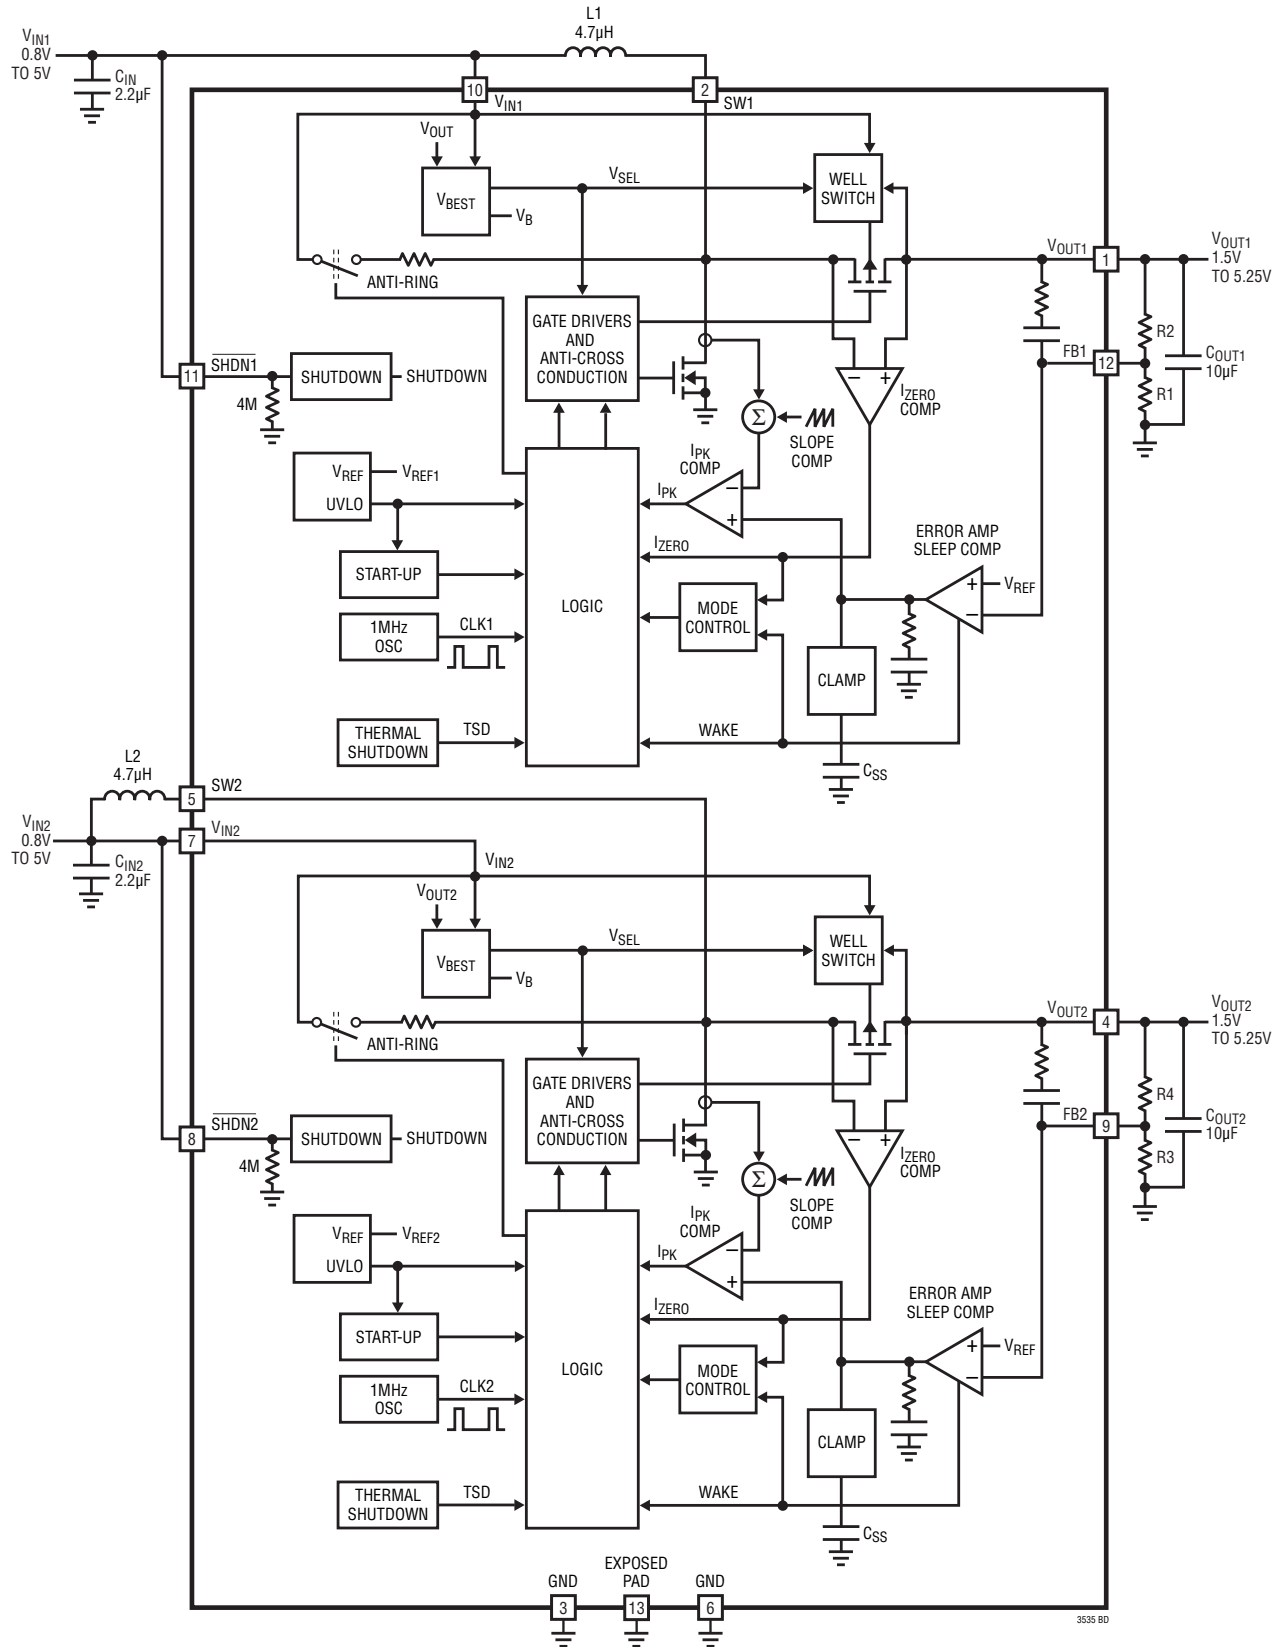 L1
4.7µH
VIN1
0.8V
TO 5V
CIN
2.2µF
10
VIN1
2
SW1
VOUT
VBEST
VSEL
VB
WELL
SWITCH
ANTI-RING
VOUT1
1
VOUT1
1.5V
TO 5.25V
GATE DRIVERS
AND
ANTI-CROSS
CONDUCTION
R2
FB1
12
COUT1
10µF
R1
11
SHDN1
SHUTDOWN
SHUTDOWN
4M
– +
IZERO
COMP
Σ
SLOPE
COMP
IPK
COMP
VREF
VREF1
UVLO
IPK
–
+
ERROR AMP
SLEEP COMP
IZERO
START-UP
LOGIC
MODE
CONTROL
+
VREF
–
1MHz
OSC
CLK1
CLAMP
THERMAL
SHUTDOWN
TSD
WAKE
CSS
L2
4.7µH
5
SW2
VIN2
0.8V
TO 5V
7
VIN2
CIN2
2.2µF
VIN2
VOUT2
VBEST
VSEL
VB
WELL
SWITCH
ANTI-RING
VOUT2
4
VOUT2
1.5V
TO 5.25V
GATE DRIVERS
AND
ANTI-CROSS
CONDUCTION
R4
FB2
9
COUT2
10µF
R3
8
SHDN2
SHUTDOWN
SHUTDOWN
4M
– +
IZERO
COMP
Σ
SLOPE
COMP
IPK
COMP
VREF
VREF2
UVLO
IPK
–
+
ERROR AMP
SLEEP COMP
IZERO
START-UP
LOGIC
MODE
CONTROL
+
VREF
–
1MHz
OSC
CLK2
CLAMP
THERMAL
SHUTDOWN
TSD
WAKE
CSS
GND
3
EXPOSED
PAD
13
GND
6
3535 BD